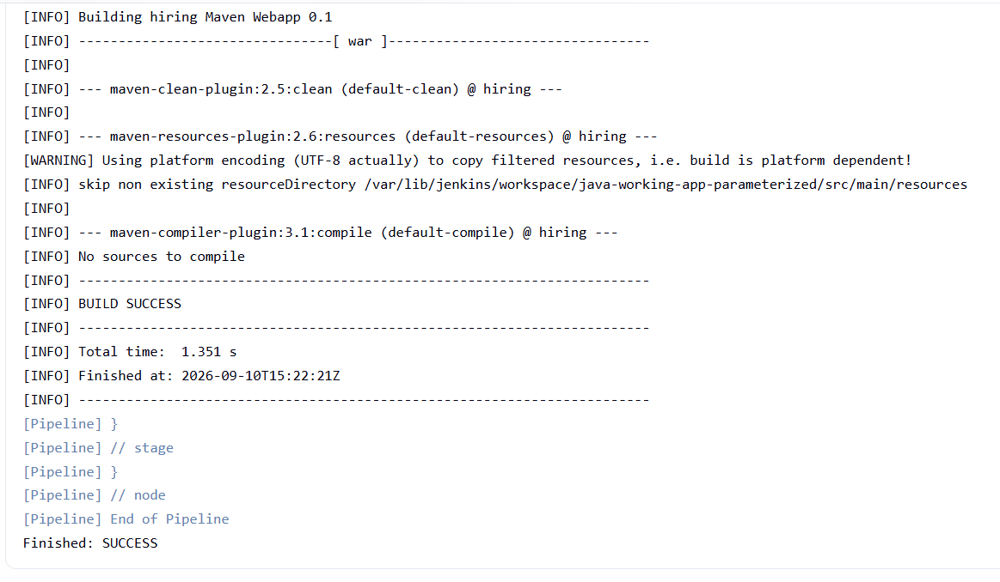 [INFO] Building hiring Maven Webapp 0.1
[INFO] --------------------------------[ war ]---------------------------------
[INFO]
[INFO] --- maven-clean-plugin:2.5:clean (default-clean) @ hiring ---
[INFO]
[INFO] --- maven-resources-plugin:2.6:resources (default-resources) @ hiring ---
[WARNING] Using platform encoding (UTF-8 actually) to copy filtered resources, i.e. build is platform dependent!
[INFO] skip non existing resourceDirectory /var/lib/jenkins/workspace/java-working-app-parameterized/src/main/resources
[INFO]
[INFO] --- maven-compiler-plugin:3.1:compile (default-compile) @ hiring ---
[INFO] No sources to compile
[INFO] ------------------------------------------------------------------------
[INFO] BUILD SUCCESS
[INFO] ------------------------------------------------------------------------
[INFO] Total time:  1.351 s
[INFO] Finished at: 2026-09-10T15:22:21Z
[INFO] ------------------------------------------------------------------------
[Pipeline] }
[Pipeline] // stage
[Pipeline] }
[Pipeline] // node
[Pipeline] End of Pipeline
Finished: SUCCESS